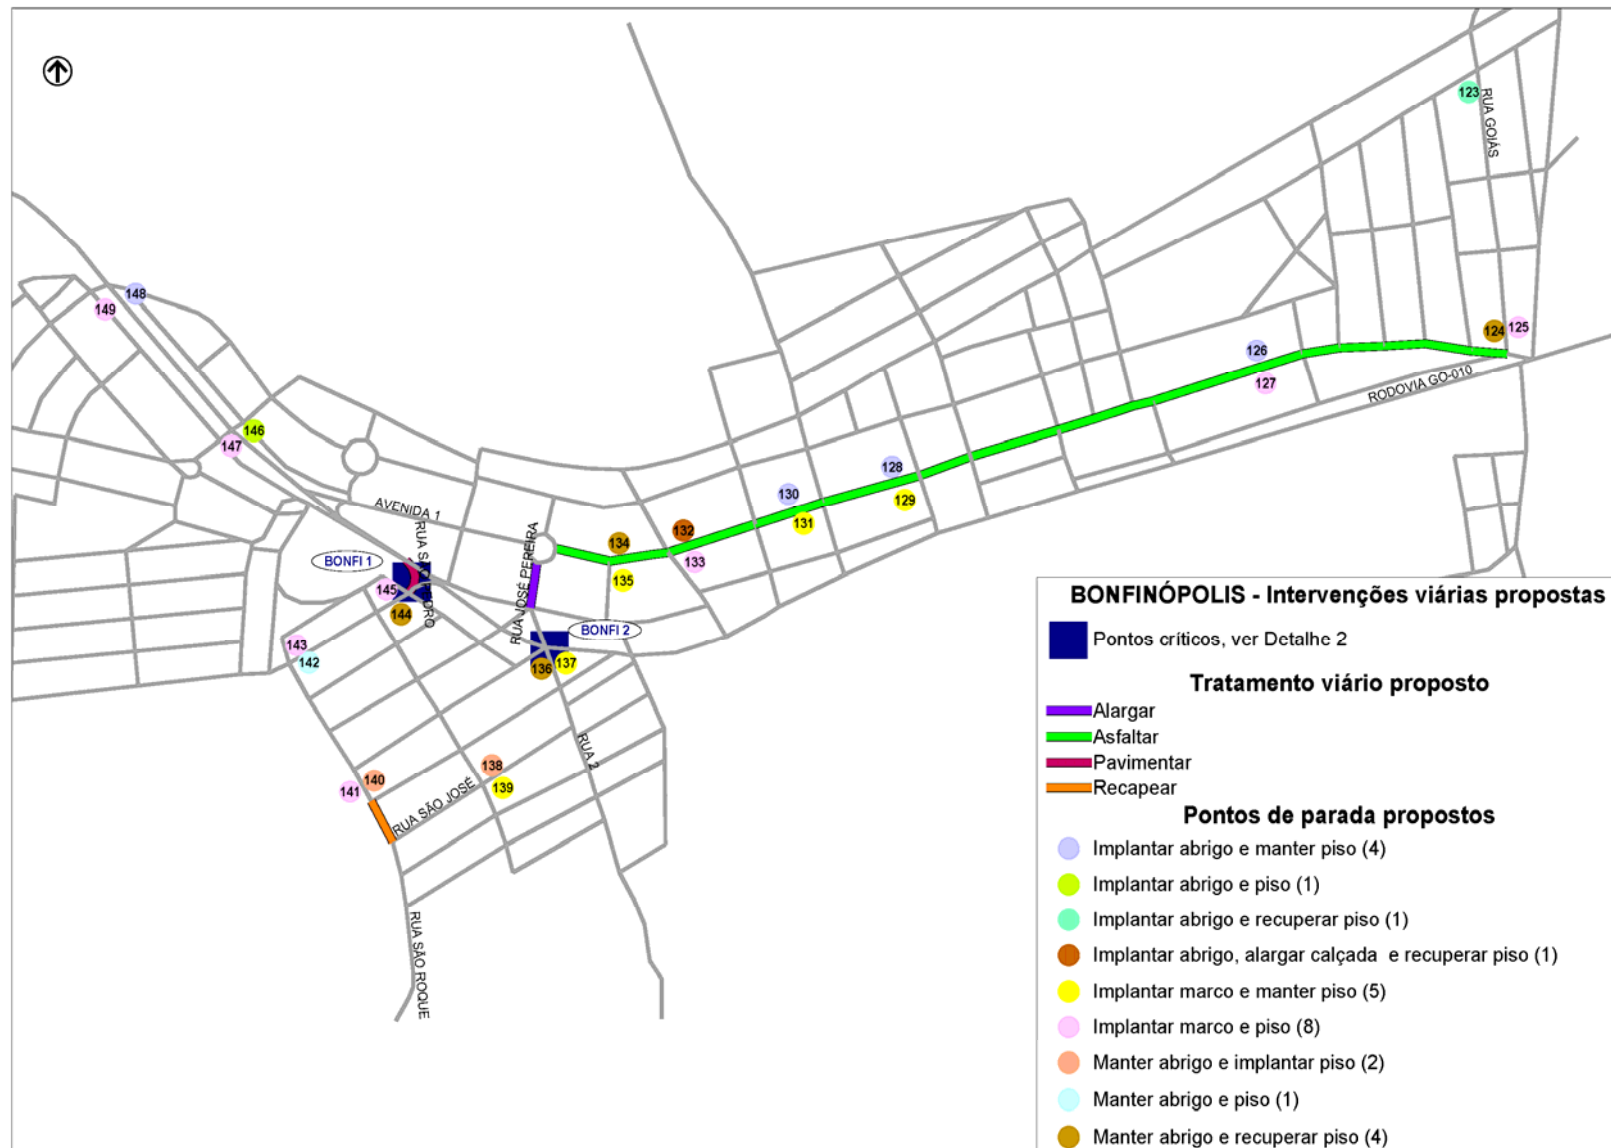 123
RUA GOIÁS
148
149
124
125
126
127
RODOVIA GO-010
146
147
128
129
130
131
AVENIDA 1
132
133
134
135
RUA JOSÉ PEREIRA
BONFI 1
145
144
BONFI 2
136
137
143
142
RUA 2
138
139
140
141
RUA SÃO JOSÉ
RUA SÃO ROQUE
BONFINÓPOLIS - Intervenções viárias propostas
Pontos críticos, ver Detalhe 2
Tratamento viário proposto
Alargar
Asfaltar
Pavimentar
Recapear
Pontos de parada propostos
Implantar abrigo e manter piso (4)
Implantar abrigo e piso (1)
Implantar abrigo e recuperar piso (1)
Implantar abrigo, alargar calçada e recuperar piso (1)
Implantar marco e manter piso (5)
Implantar marco e piso (8)
Manter abrigo e implantar piso (2)
Manter abrigo e piso (1)
Manter abrigo e recuperar piso (4)